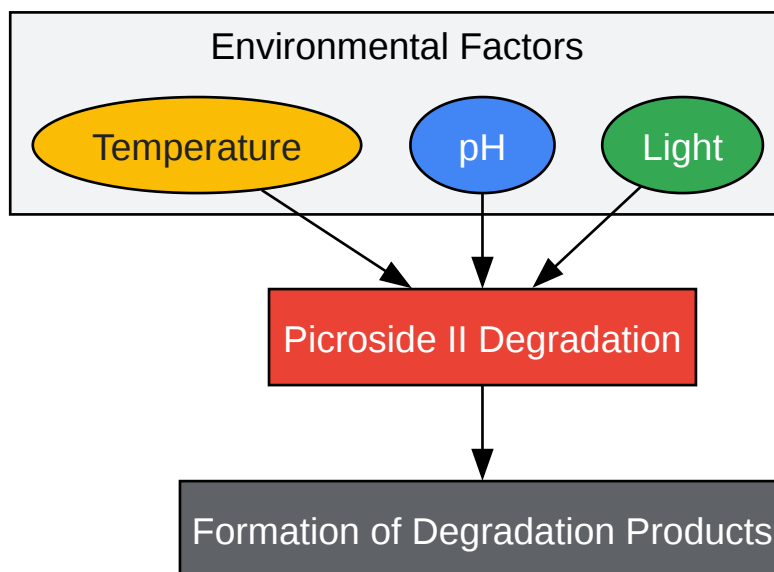 Environmental Factors
Temperature
pH
Light
Picroside II Degradation
Formation of Degradation Products